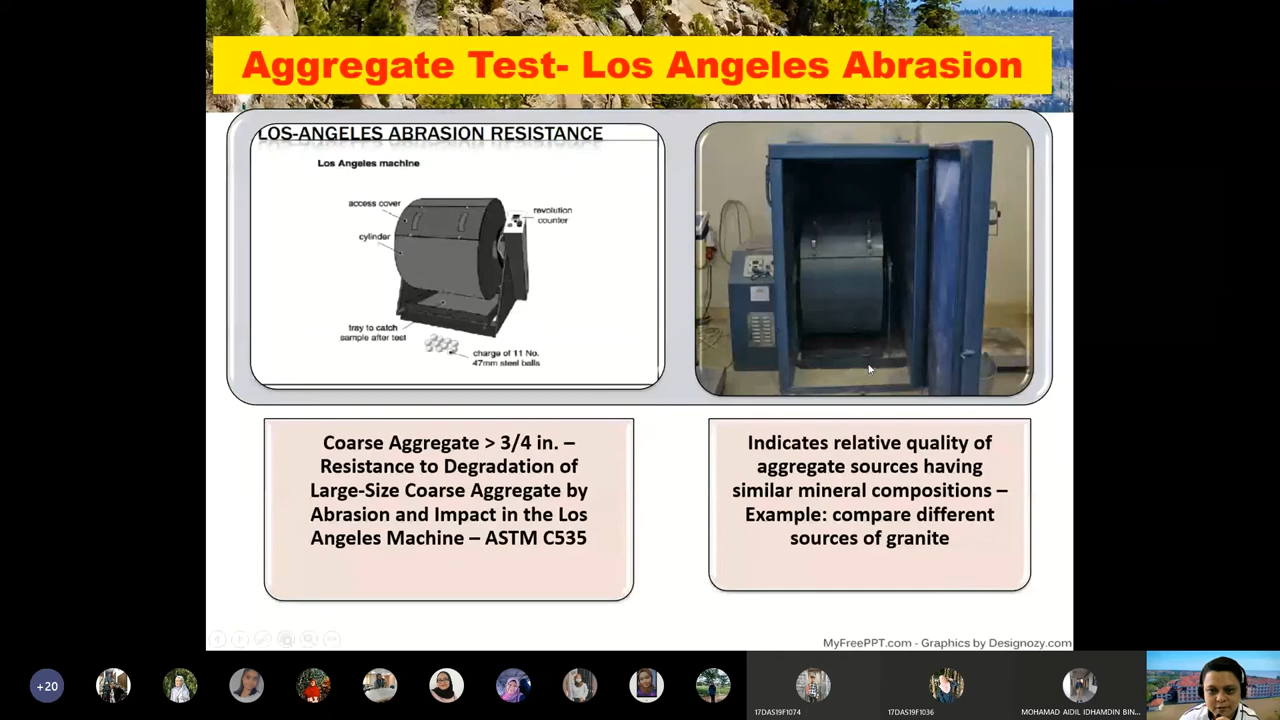 Aggregate Test- Los Angeles Abrasion
LOS-ANGELES ABRASION RESISTANCE
Los Angeles machine
access cover
revolution
counter
cylinder
tray to catch
sample after test
charge of 11 No.
47mm steel balls
Coarse Aggregate > 3/4 in. –
Resistance to Degradation of
Large-Size Coarse Aggregate by
Abrasion and Impact in the Los
Angeles Machine – ASTM C535
Indicates relative quality of
aggregate sources having
similar mineral compositions –
Example: compare different
sources of granite
MyFreePPT.com - Graphics by Designozy.com
+20
17DAS19F1074
17DAS19F1036
MOHAMAD AIDIL IDHAMDIN BIN...